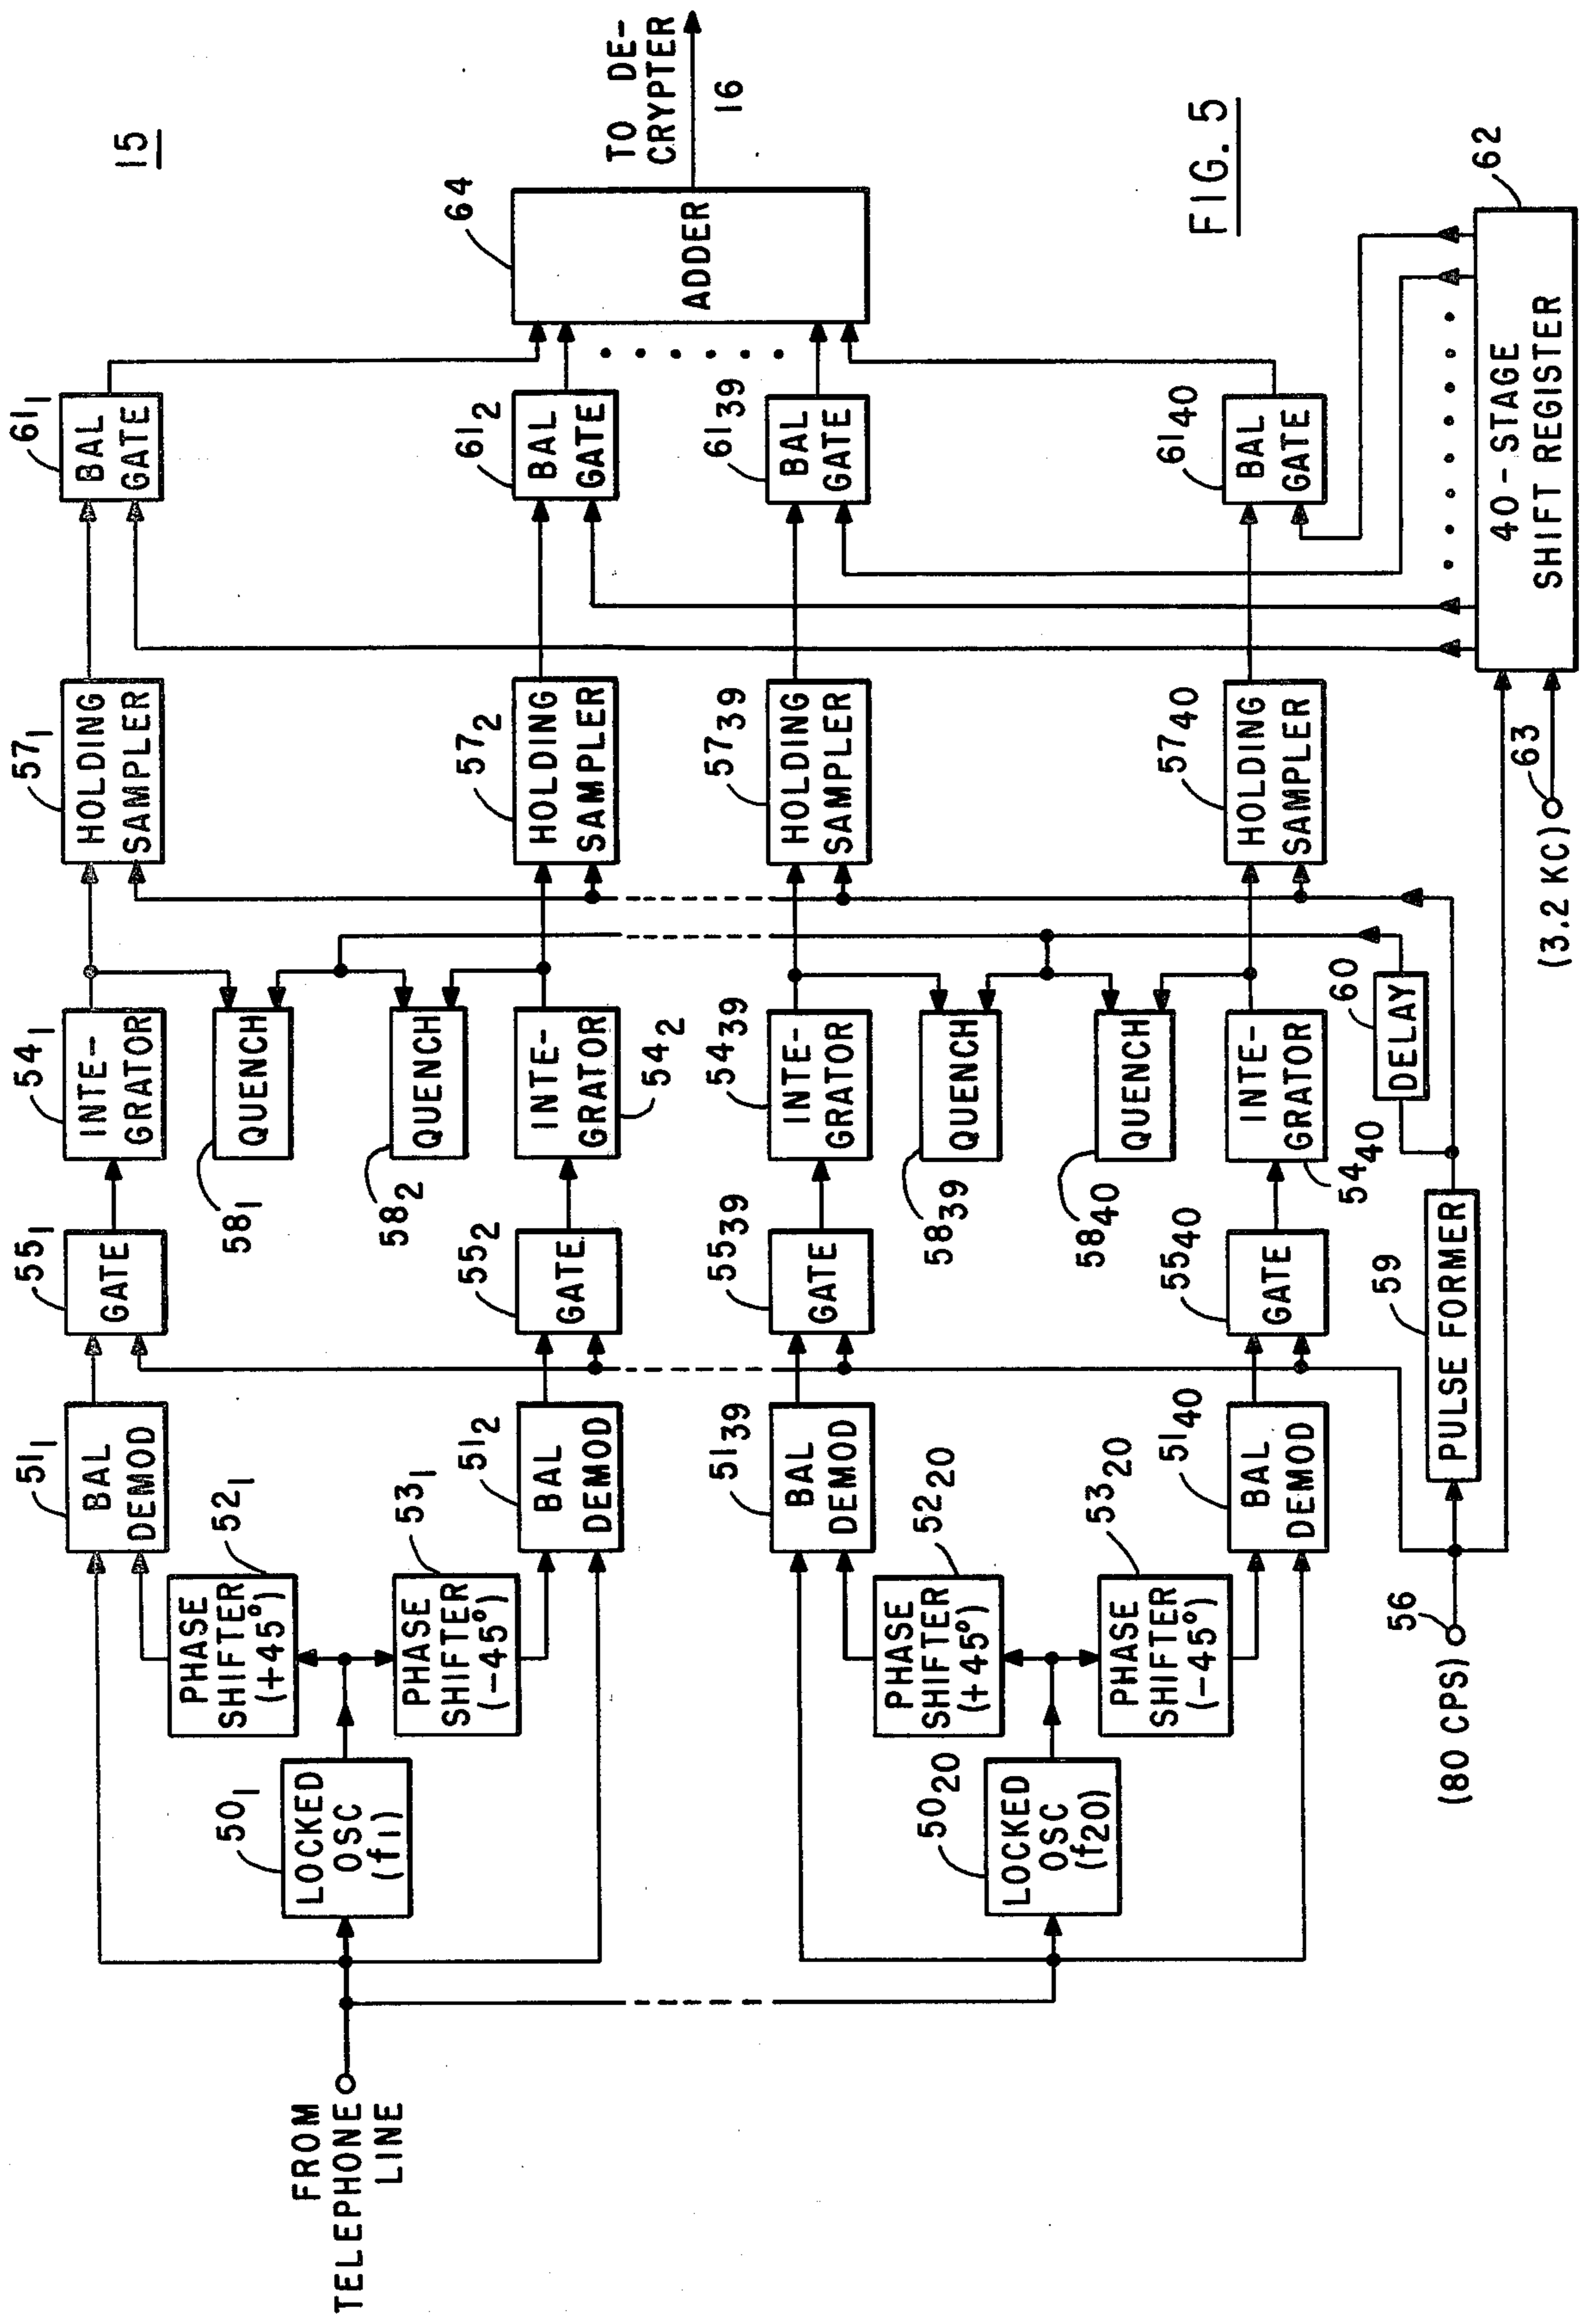 15
FROM
TELEPHONE
LINE
50₁
LOCKED
OSC
(f₁)
52₁
PHASE
SHIFTER
(+45°)
53₁
PHASE
SHIFTER
(−45°)
51₁
BAL
DEMOD
51₂
BAL
DEMOD
55₁
GATE
55₂
GATE
54₁
INTE-
GRATOR
58₁
QUENCH
58₂
QUENCH
INTE-
GRATOR
54₂
57₁
HOLDING
SAMPLER
57₂
HOLDING
SAMPLER
61₁
BAL
GATE
61₂
BAL
GATE
64
ADDER
TO DE-
CRYPTER
16
50₂₀
LOCKED
OSC
(f₂₀)
52₂₀
PHASE
SHIFTER
(+45°)
53₂₀
PHASE
SHIFTER
(−45°)
51₃₉
BAL
DEMOD
51₄₀
BAL
DEMOD
55₃₉
GATE
55₄₀
GATE
54₃₉
INTE-
GRATOR
58₃₉
QUENCH
58₄₀
QUENCH
INTE-
GRATOR
54₄₀
57₃₉
HOLDING
SAMPLER
57₄₀
HOLDING
SAMPLER
61₃₉
BAL
GATE
61₄₀
BAL
GATE
56
(80 CPS)
59
PULSE FORMER
60
DELAY
63
(3.2 KC)
62
40-STAGE
SHIFT REGISTER
FIG. 5